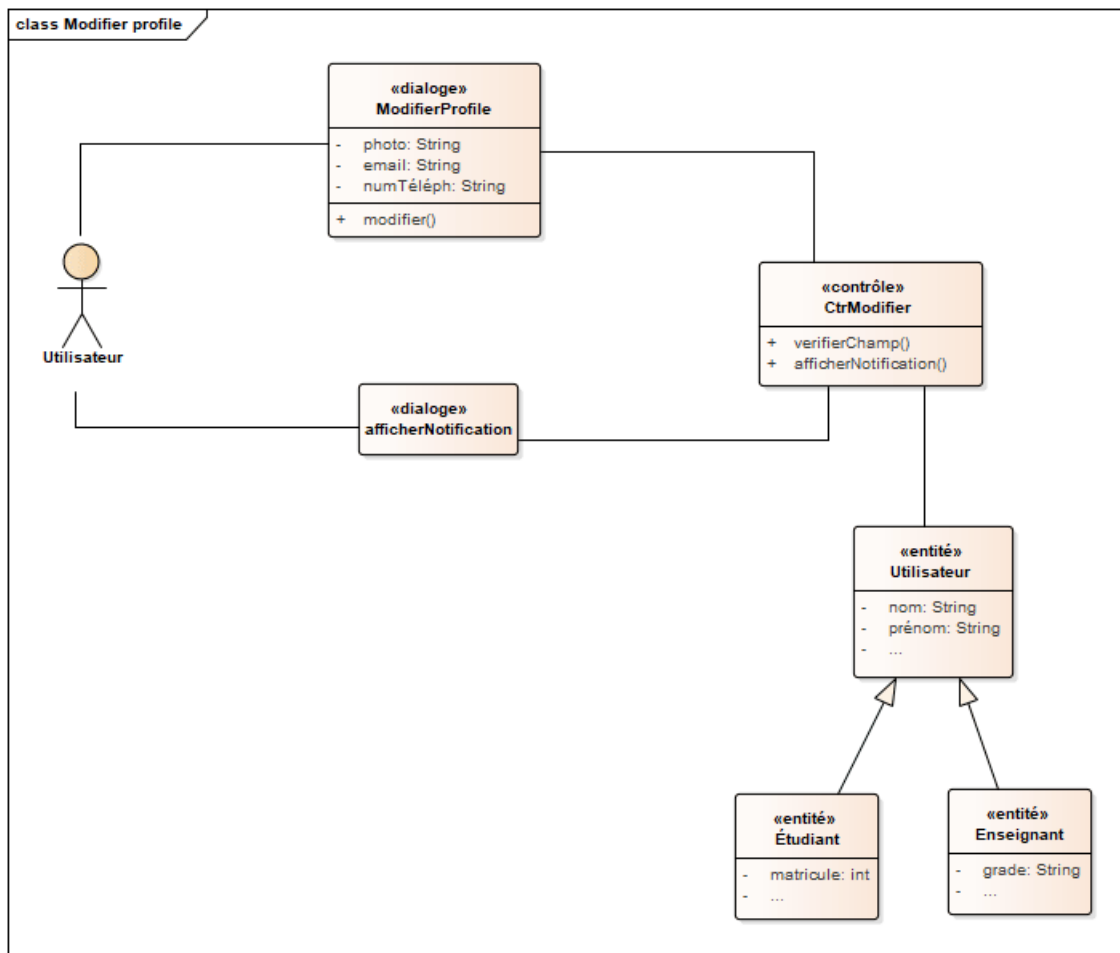 class Modifier profile
«dialoge»
ModifierProfile
- photo: String
- email: String
- numTéléph: String
+ modifier()
«contrôle»
CtrModifier
+ verifierChamp()
+ afficherNotification()
Utilisateur
«dialoge»
afficherNotification
«entité»
Utilisateur
- nom: String
- prénom: String
- ...
«entité»
Étudiant
- matricule: int
- ...
«entité»
Enseignant
- grade: String
- ...